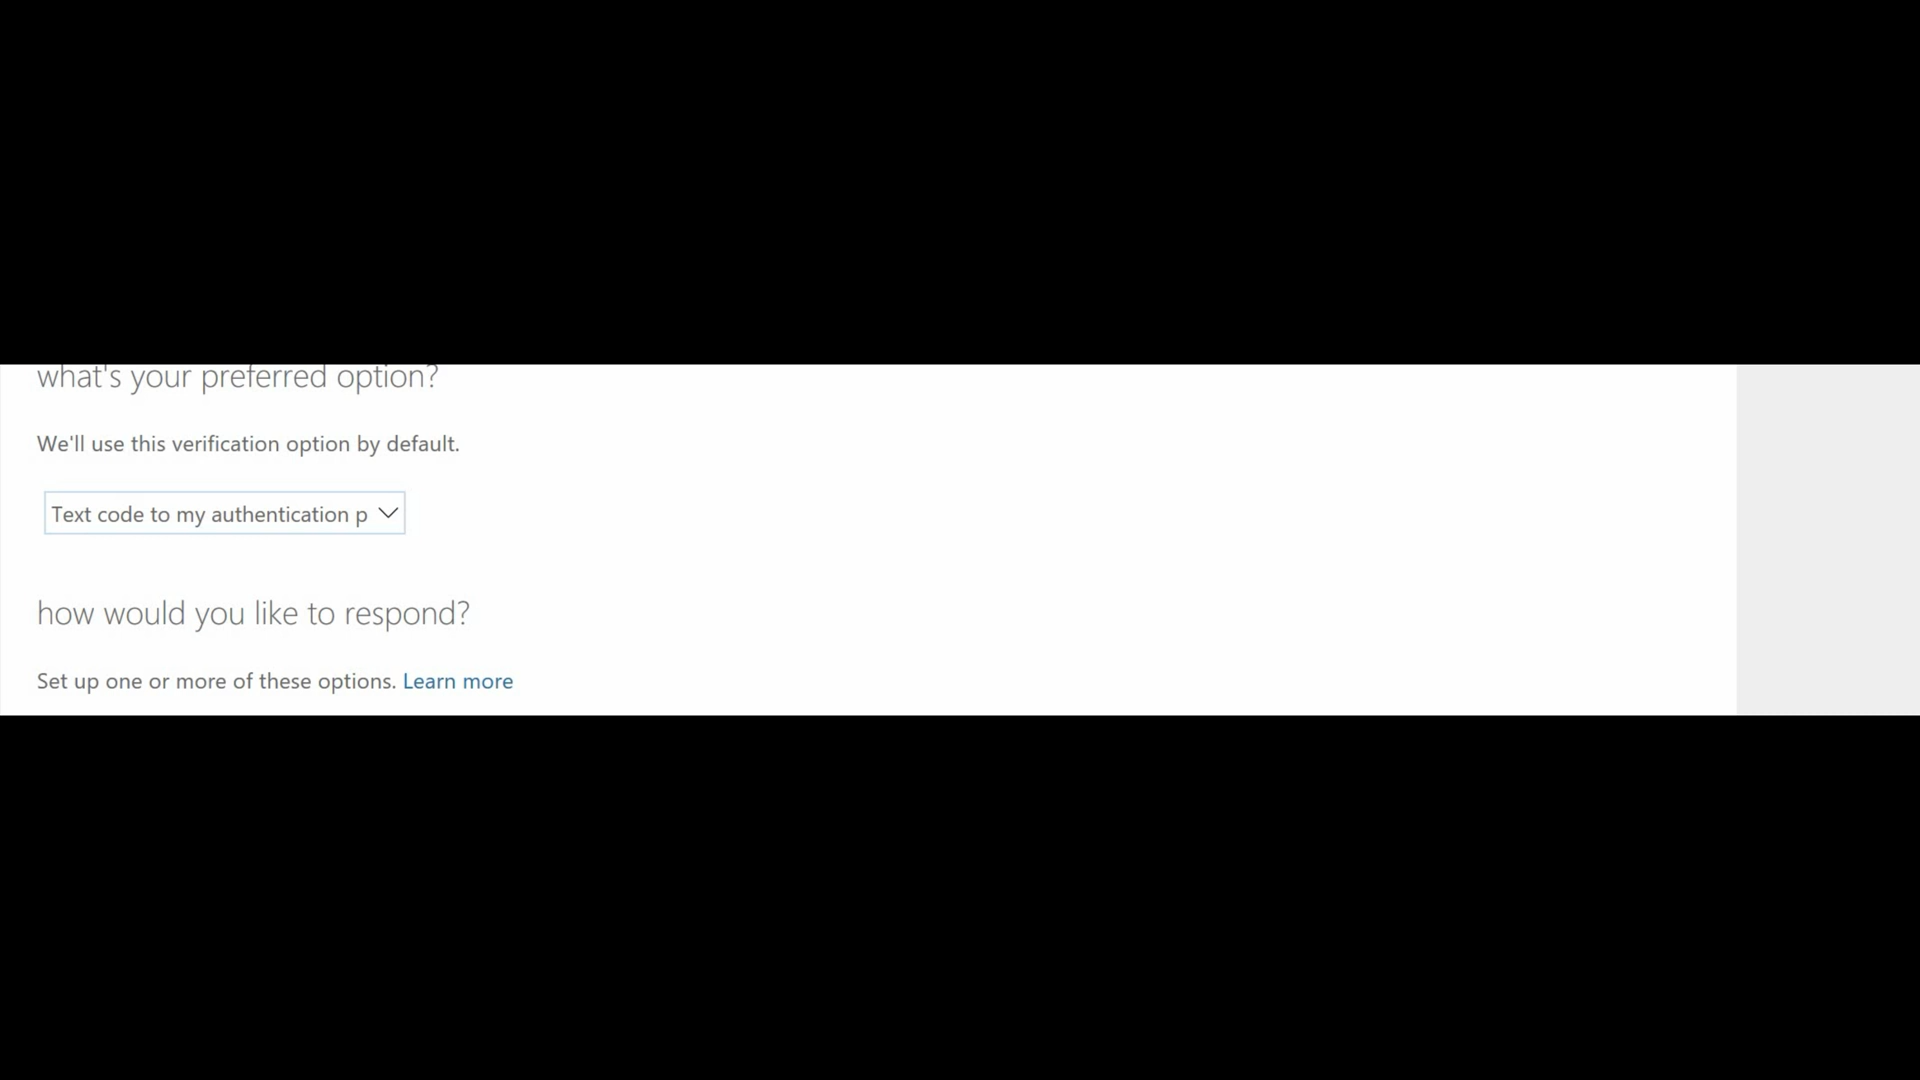 what's your preferred option?
We'll use this verification option by default.
Text code to my authentication p
how would you like to respond?
Set up one or more of these options. Learn more